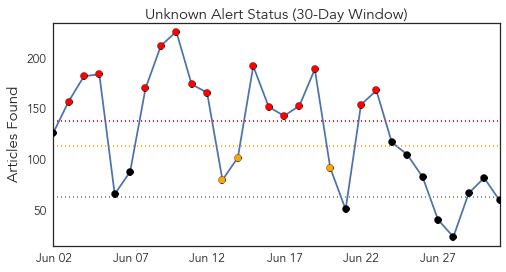 Unknown Alert Status (30-Day Window)
Articles Found
200
150
100
50
Jun 02 Jun 07 Jun 12 Jun 17 Jun 22 Jun 27